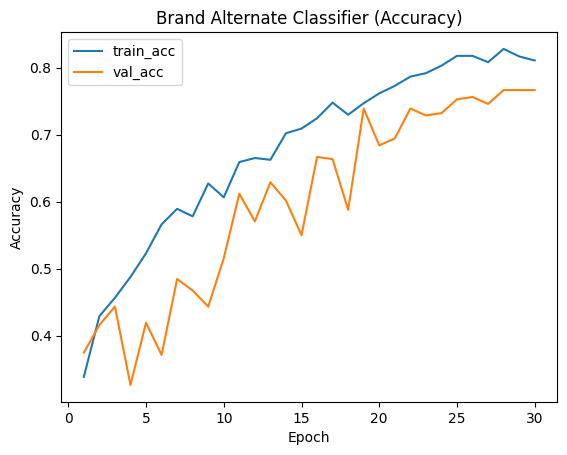 Brand Alternate Classifier (Accuracy)
train_acc
val_acc
0.8
0.7
0.6
0.5
0.4
Accuracy
0 5 10 15 20 25 30
Epoch